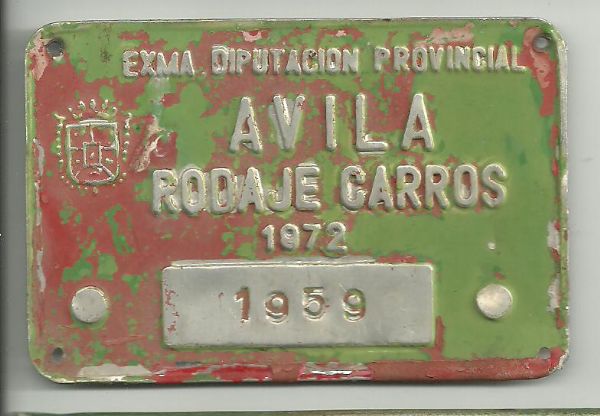 EXMA DIPUTACION PROVINCIAL
AVILA
RODAJE CARROS
1972
1959